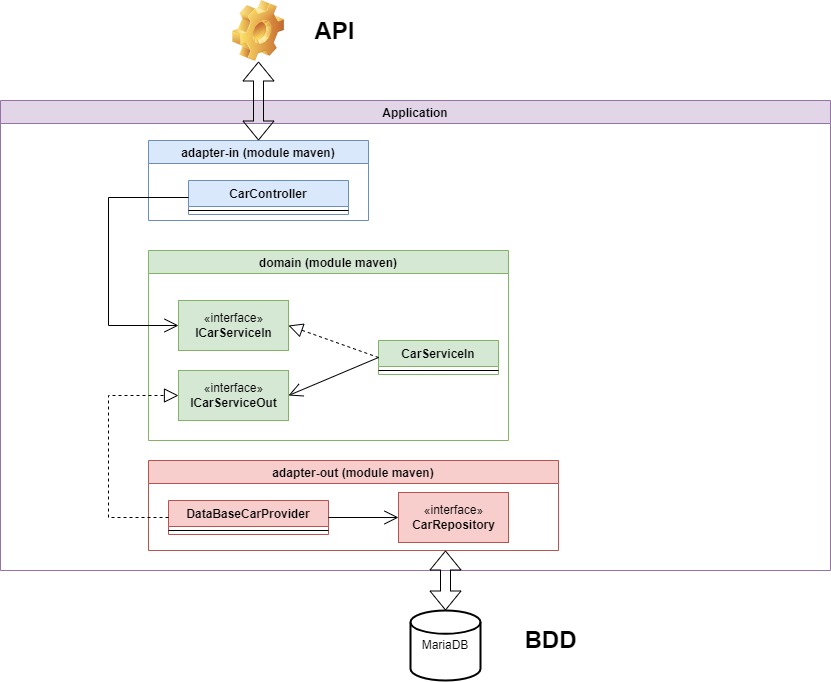 API
Application
adapter-in (module maven)
CarController
domain (module maven)
«interface»
ICarServiceIn
CarServiceIn
«interface»
ICarServiceOut
adapter-out (module maven)
DataBaseCarProvider
«interface»
CarRepository
MariaDB
BDD